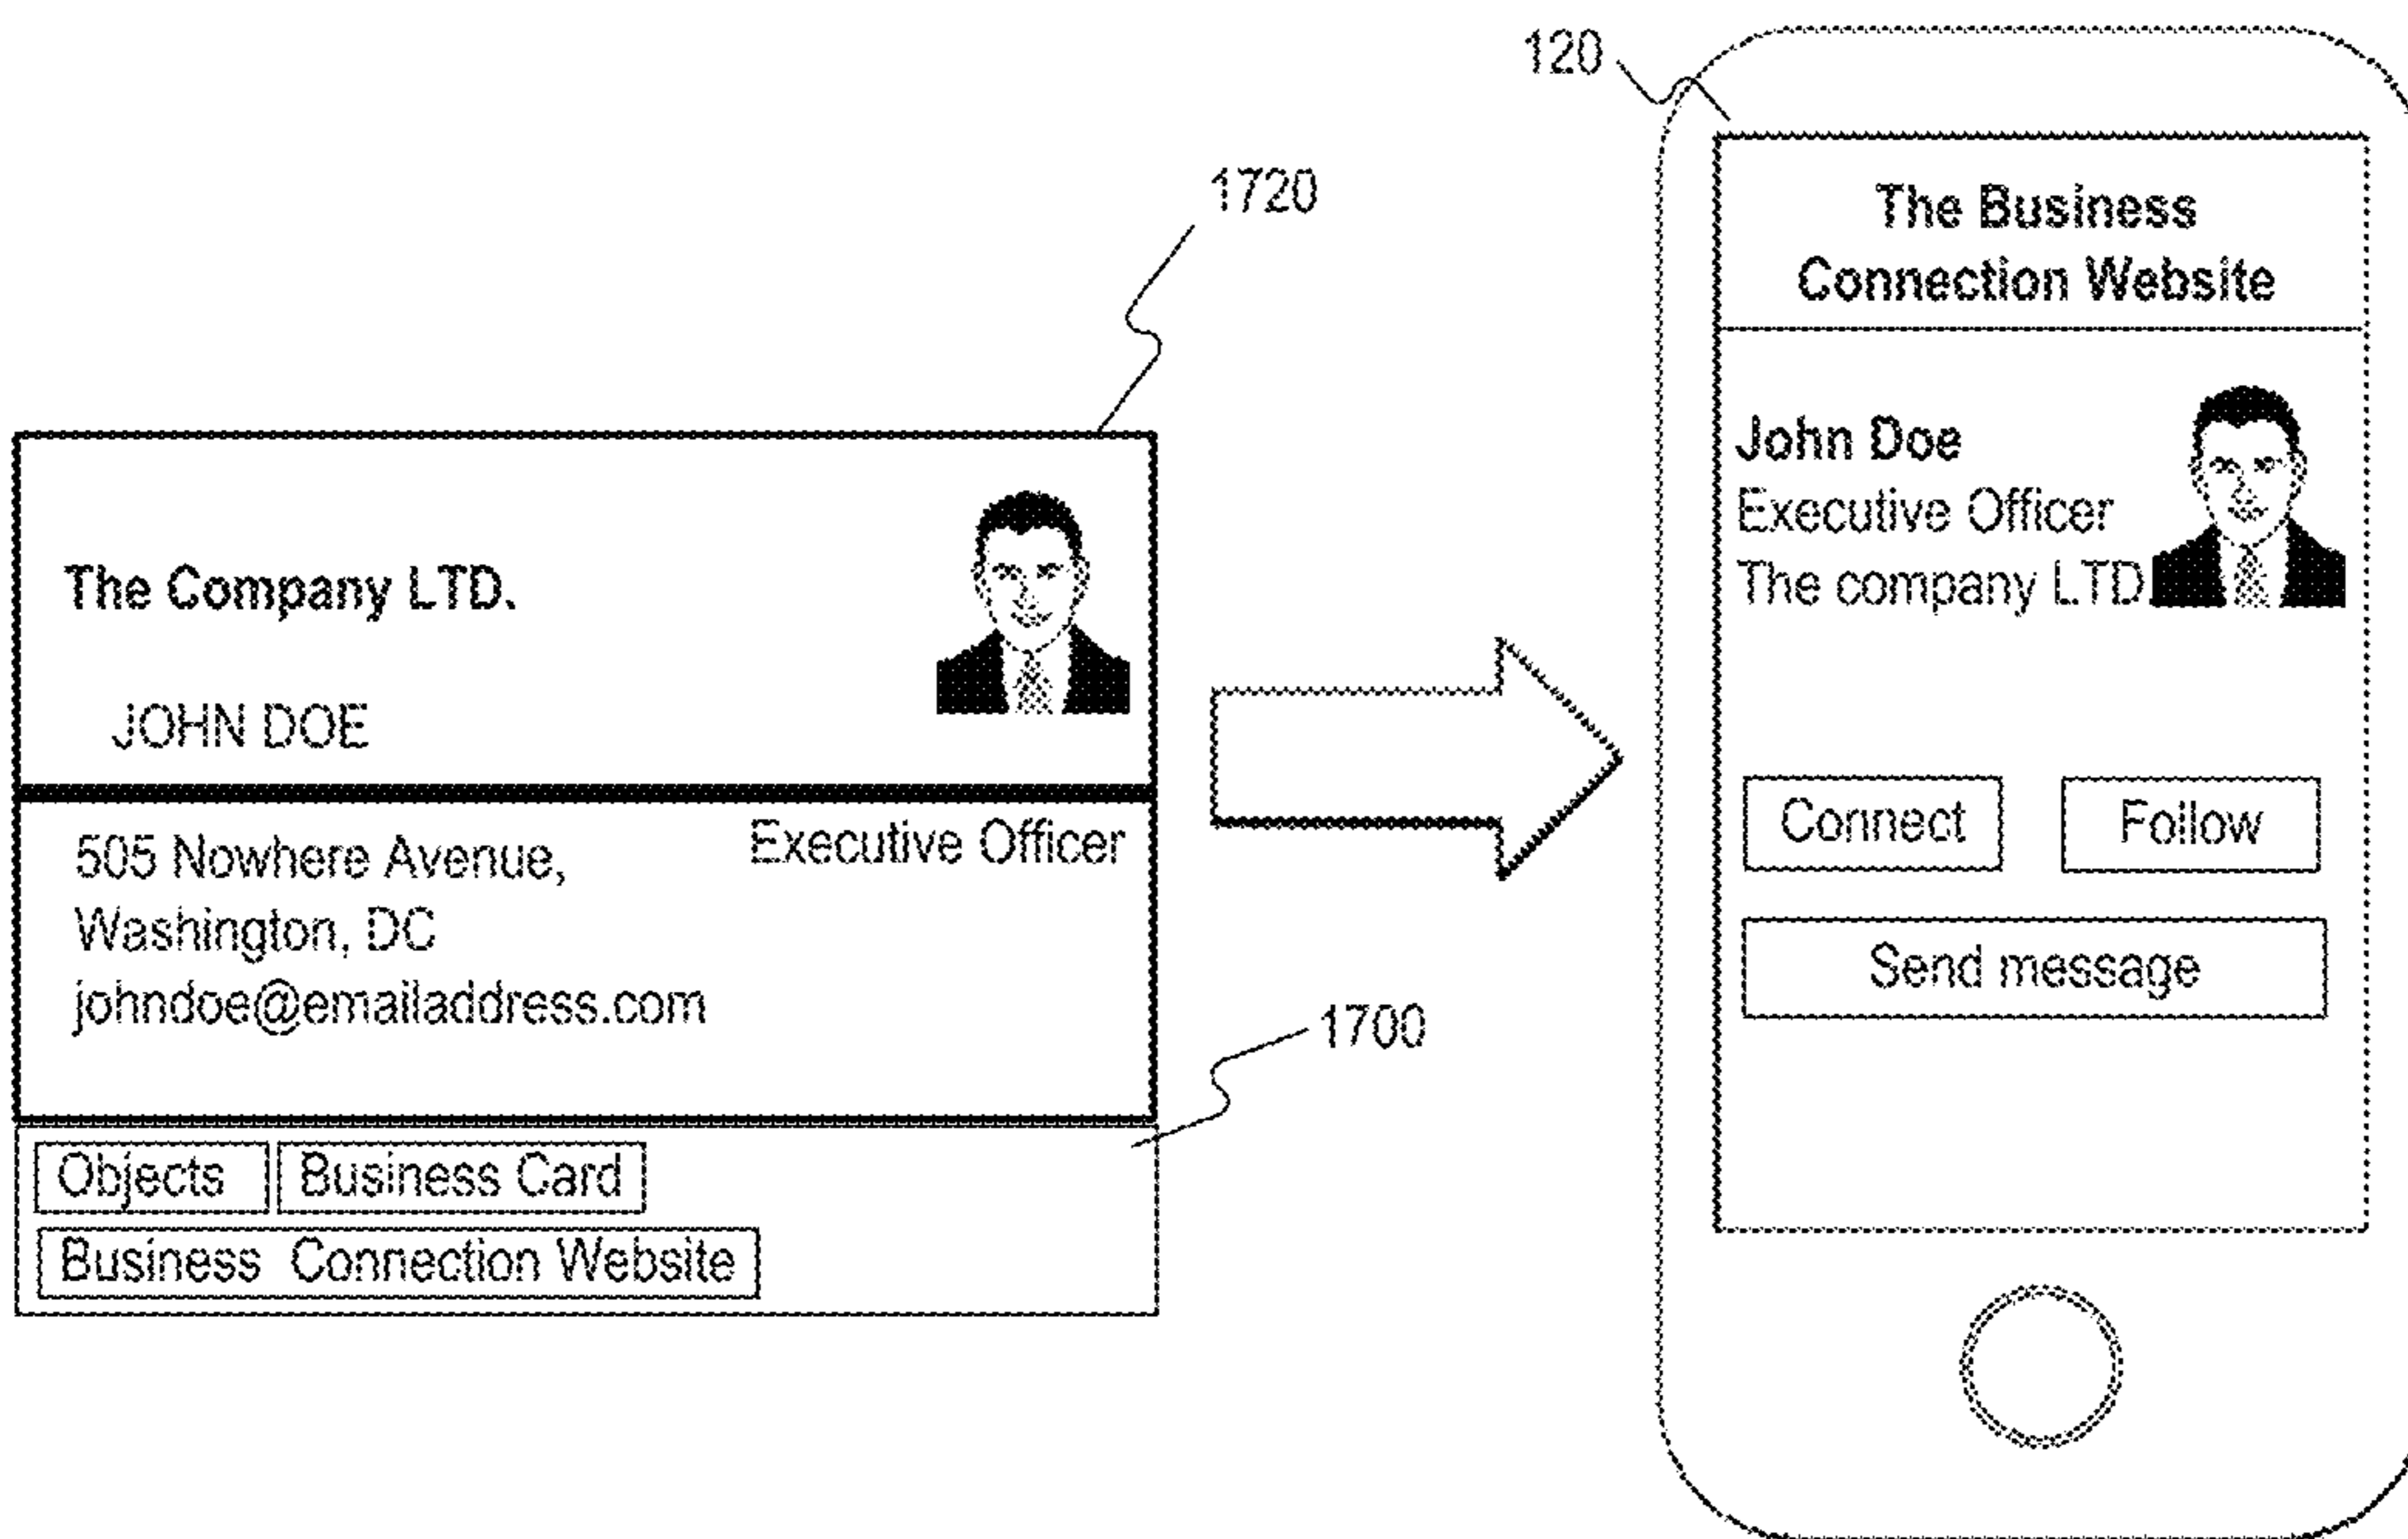 120
1720
The Business
Connection Website
John Doe
Executive Officer
The company LTD
The Company LTD.
JOHN DOE
505 Nowhere Avenue,
Executive Officer
Washington, DC
johndoe@emailaddress.com
Connect
Follow
Send message
1700
Objects
Business Card
Business Connection Website